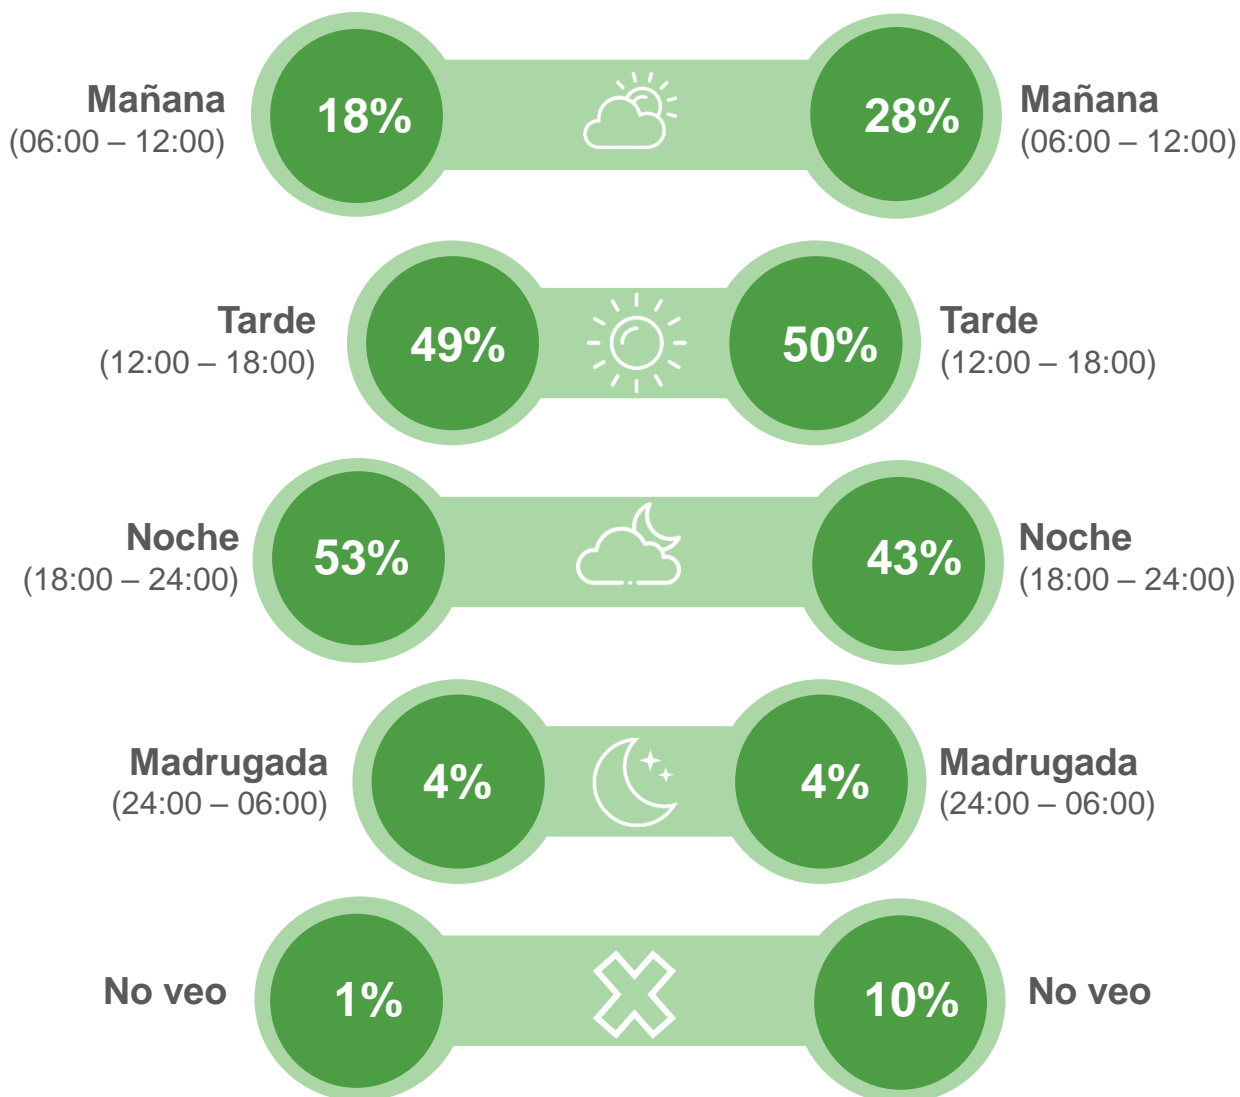 Mañana
(06:00 – 12:00)
18%
28%
Mañana
(06:00 – 12:00)
Tarde
(12:00 – 18:00)
49%
50%
Tarde
(12:00 – 18:00)
Noche
(18:00 – 24:00)
53%
43%
Noche
(18:00 – 24:00)
Madrugada
(24:00 – 06:00)
4%
4%
Madrugada
(24:00 – 06:00)
No veo
1%
10%
No veo